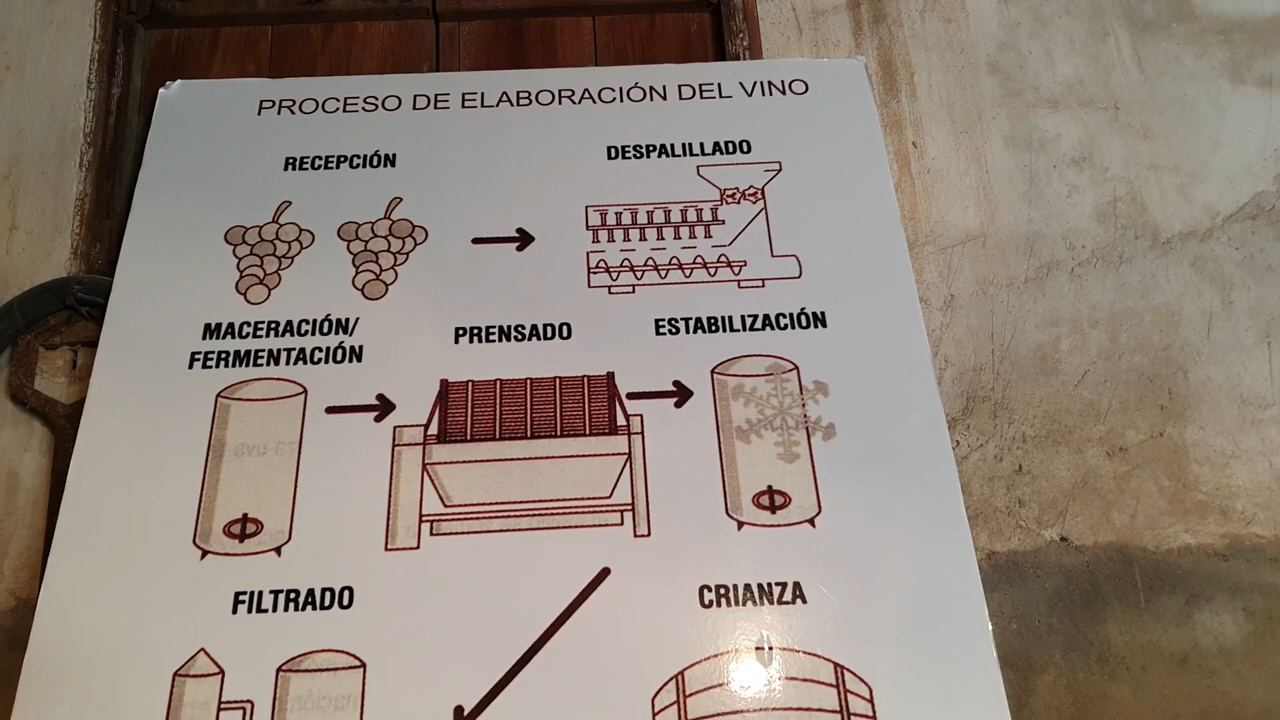 PROCESO DE ELABORACIÓN DEL VINO
RECEPCIÓN
DESPALILLADO
MACERACIÓN/
FERMENTACIÓN
PRENSADO
ESTABILIZACIÓN
FILTRADO
CRIANZA